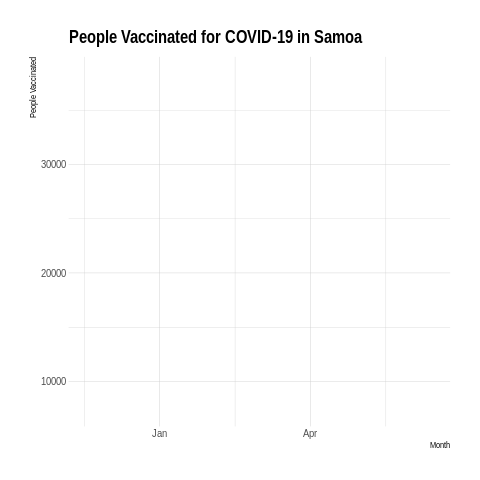 People Vaccinated for COVID-19 in Samoa
People Vaccinated
30000
20000
10000
Jan
Apr
Month